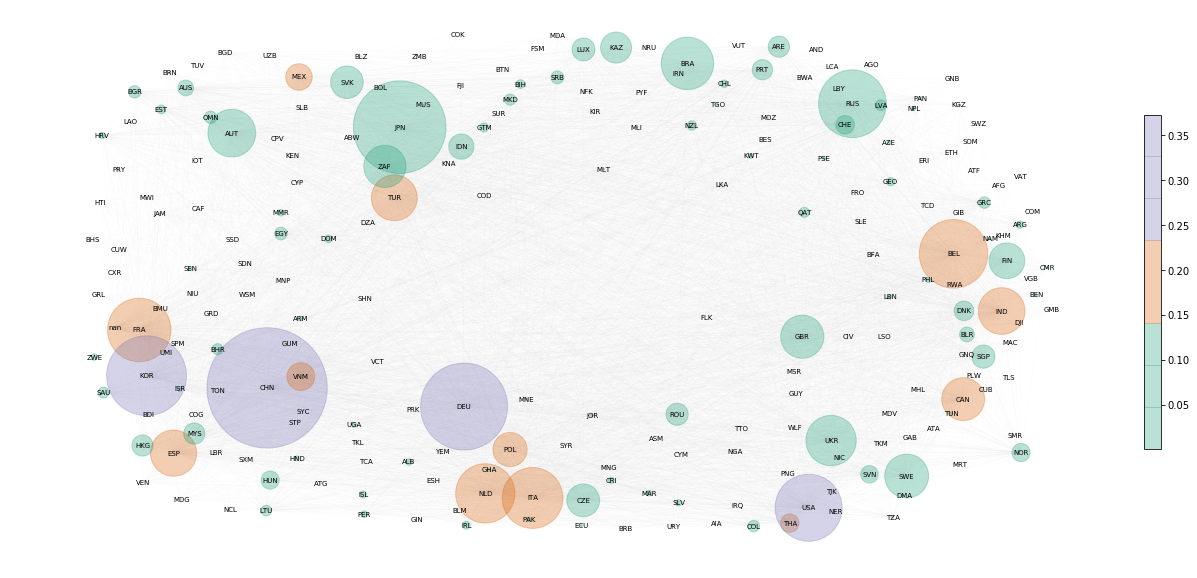 COK
MDA
BGD
UZB
BLZ
ZMB
FSM
LUX
KAZ
NRU
VUT
ARE
AND
TUV
BRN
MEX
SVK
BOL
FJI
BTN
BIH
SRB
NFK
PYF
BRA
IRN
CHL
PRT
BWA
LCA
AGO
LBY
GNB
BGR
AUS
EST
OMN
SLB
MUS
MKD
SUR
KIR
TGO
MOZ
RUS
LVA
PAN
NPL
KGZ
HRV
LAO
AUT
CPV
ABW
JPN
GTM
IDN
MLI
NZL
BES
CHE
AZE
SWZ
SOM
PRY
IOT
KEN
ZAF
KNA
MLT
KWT
PSE
ERI
ETH
ATF
VAT
CYP
LKA
GEO
AFG
HTI
MWI
JAM
CAF
MMR
TUR
COD
FRO
TCD
GIB
GRC
COM
ARG
DZA
QAT
SLE
BHS
CUW
SSD
EGY
DOM
NAM
KHM
CXR
SEN
SDN
MNP
BFA
BEL
FIN
CMR
VGB
GRL
NIU
WSM
SHN
LBN
PHL
RWA
BEN
BMU
GRD
ARM
FLK
DNK
IND
GMB
DJI
nan
FRA
SPM
UMI
GUM
BHR
GBR
CIV
LSO
BLR
MAC
ZWE
KOR
VCT
MSR
GNQ
SGP
PLW
TLS
SAU
ISR
TON
CHN
VNM
GUY
MHL
CUB
CAN
BDI
COG
SYC
STP
PRK
DEU
MNE
JOR
ROU
MDV
TUN
UGA
TTO
WLF
ATA
HKG
MYS
ESP
LBR
TKL
YEM
POL
SYR
ASM
CYM
NGA
UKR
NIC
TKM
GAB
SMR
NOR
SXM
HND
TCA
ALB
GHA
MNG
CRI
PNG
SVN
SWE
MRT
VEN
HUN
ATG
ESH
NLD
ITA
MDG
ISL
CZE
MAR
SLV
IRQ
USA
TJK
NER
DMA
NCL
LTU
PER
GIN
BLM
IRL
PAK
ECU
BRB
URY
AIA
COL
THA
TZA
0.35
0.30
0.25
0.20
0.15
0.10
0.05